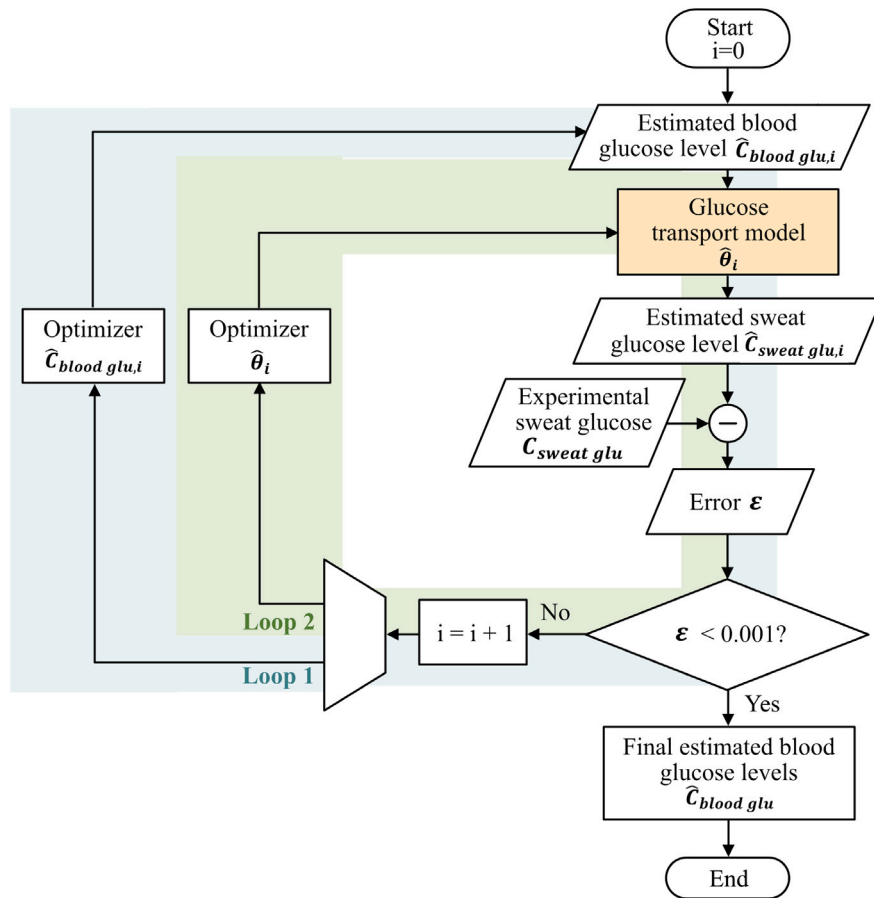 Start
i=0
Estimated blood
glucose level Ĉ_blood glu,i
Glucose
transport model
θ̂_i
Optimizer
Ĉ_blood glu,i
Optimizer
θ̂_i
Estimated sweat
glucose level Ĉ_sweat glu,i
Experimental
sweat glucose
C_sweat glu
−
Error ε
ε < 0.001?
No
i = i + 1
Loop 2
Loop 1
Yes
Final estimated blood
glucose levels
Ĉ_blood glu
End